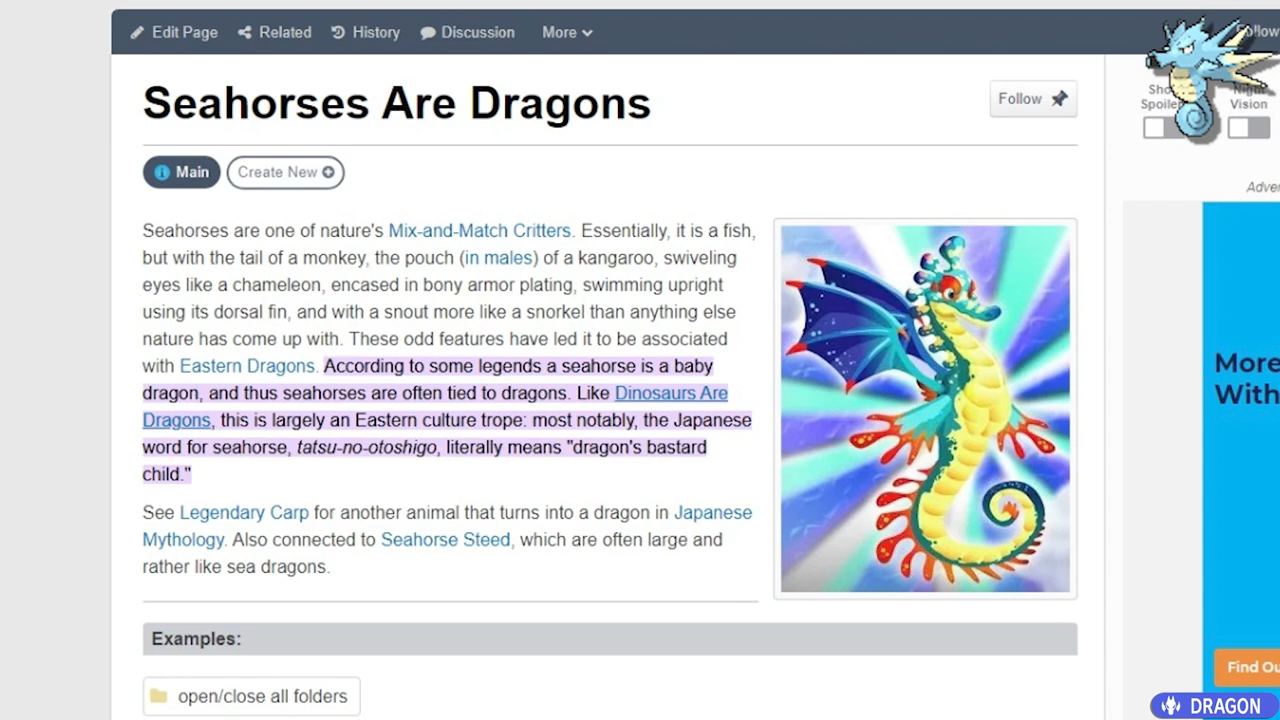 Edit Page Related History Discussion More
Seahorses Are Dragons
Follow
Main Create New
Seahorses are one of nature's Mix-and-Match Critters. Essentially, it is a fish,
but with the tail of a monkey, the pouch (in males) of a kangaroo, swiveling
eyes like a chameleon, encased in bony armor plating, swimming upright
using its dorsal fin, and with a snout more like a snorkel than anything else
nature has come up with. These odd features have led it to be associated
with Eastern Dragons. According to some legends a seahorse is a baby
dragon, and thus seahorses are often tied to dragons. Like Dinosaurs Are
Dragons, this is largely an Eastern culture trope: most notably, the Japanese
word for seahorse, tatsu-no-otoshigo, literally means "dragon's bastard
child."
See Legendary Carp for another animal that turns into a dragon in Japanese
Mythology. Also connected to Seahorse Steed, which are often large and
rather like sea dragons.
Examples:
open/close all folders
Vision
More
With
Find
DRAGON